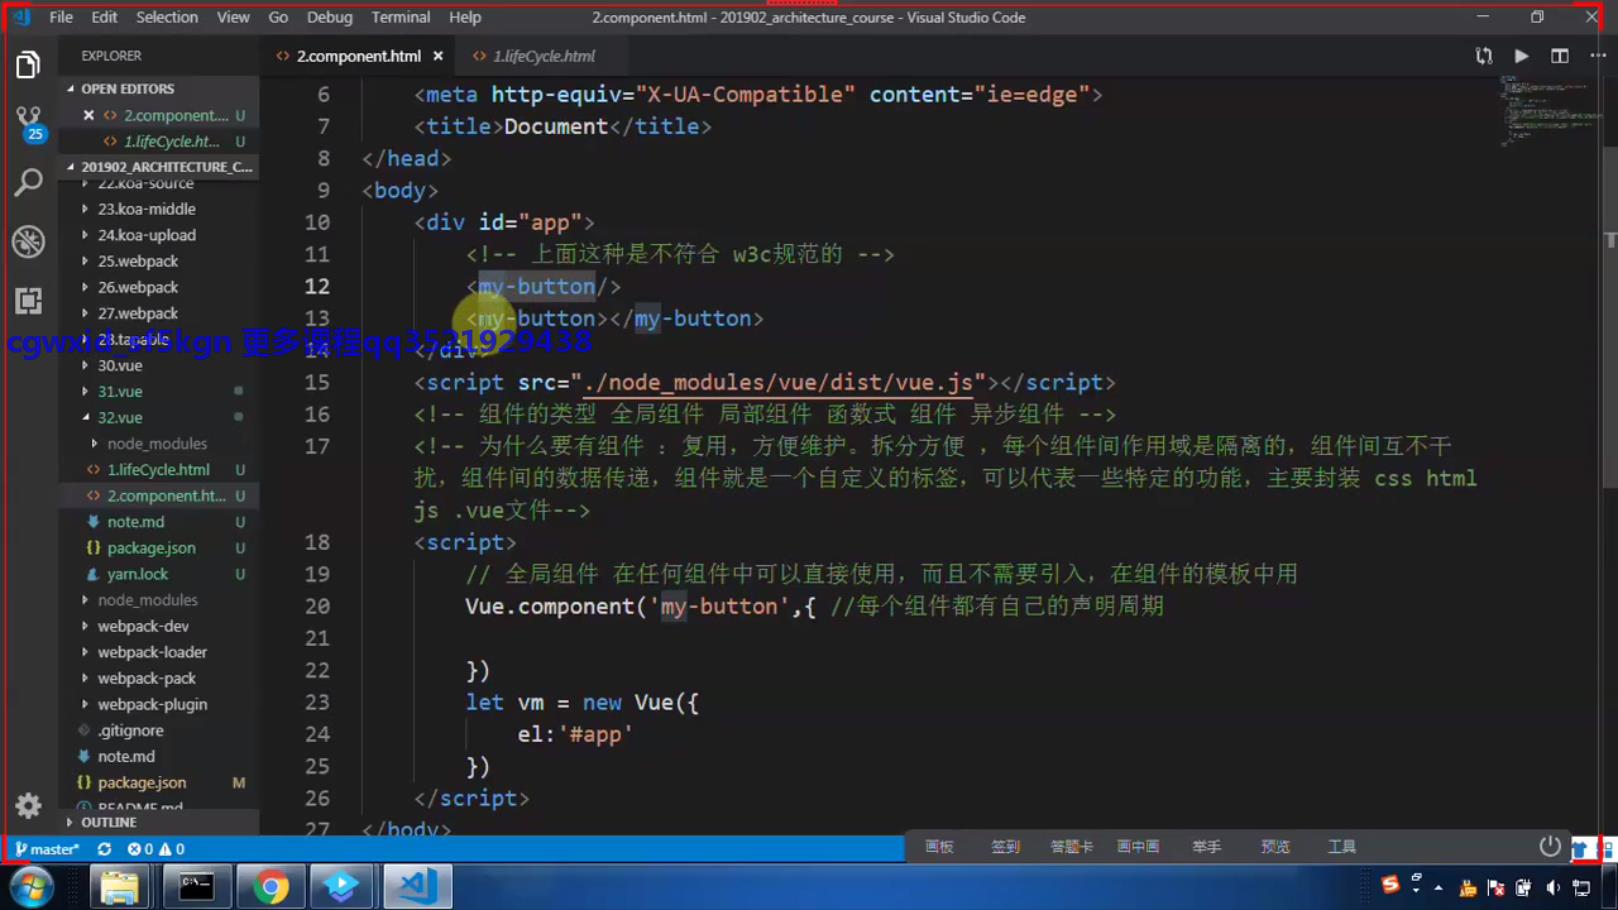 File Edit Selection View Go Debug Terminal Help 2.component.html - 201902_architecture_course - Visual Studio Code
EXPLORER
2.component.html 1.lifeCycle.html
OPEN EDITORS
2.component.... U
1.lifeCycle.ht... U
201902_ARCHITECTURE_C...
22.koa-source
23.koa-middle
24.koa-upload
25.webpack
26.webpack
27.webpack
28.tapable
30.vue
31.vue
32.vue
node_modules
1.lifeCycle.html U
2.component.ht... U
note.md U
package.json U
yarn.lock U
node_modules
webpack-dev
webpack-loader
webpack-pack
webpack-plugin
.gitignore
note.md
package.json M
README.md
OUTLINE
25
6 <meta http-equiv="X-UA-Compatible" content="ie=edge">
7 <title>Document</title>
8 </head>
9 <body>
10 <div id="app">
11 <!-- 上面这种是不符合 w3c规范的 -->
12 <my-button/>
13 <my-button></my-button>
14 </div>
cgwxid_sf5kgn 更多课程qq3521929438
15 <script src="./node_modules/vue/dist/vue.js"></script>
16 <!-- 组件的类型 全局组件 局部组件 函数式 组件 异步组件 -->
17 <!-- 为什么要有组件 : 复用, 方便维护。拆分方便 , 每个组件间作用域是隔离的, 组件间互不干
扰, 组件间的数据传递, 组件就是一个自定义的标签, 可以代表一些特定的功能, 主要封装 css html
js .vue文件-->
18 <script>
19 // 全局组件 在任何组件中可以直接使用, 而且不需要引入, 在组件的模板中用
20 Vue.component('my-button',{ //每个组件都有自己的声明周期
21
22 })
23 let vm = new Vue({
24 el:'#app'
25 })
26 </script>
27 </body>
master* 0 0
画板 签到 答题卡 画中画 举手 预览 工具